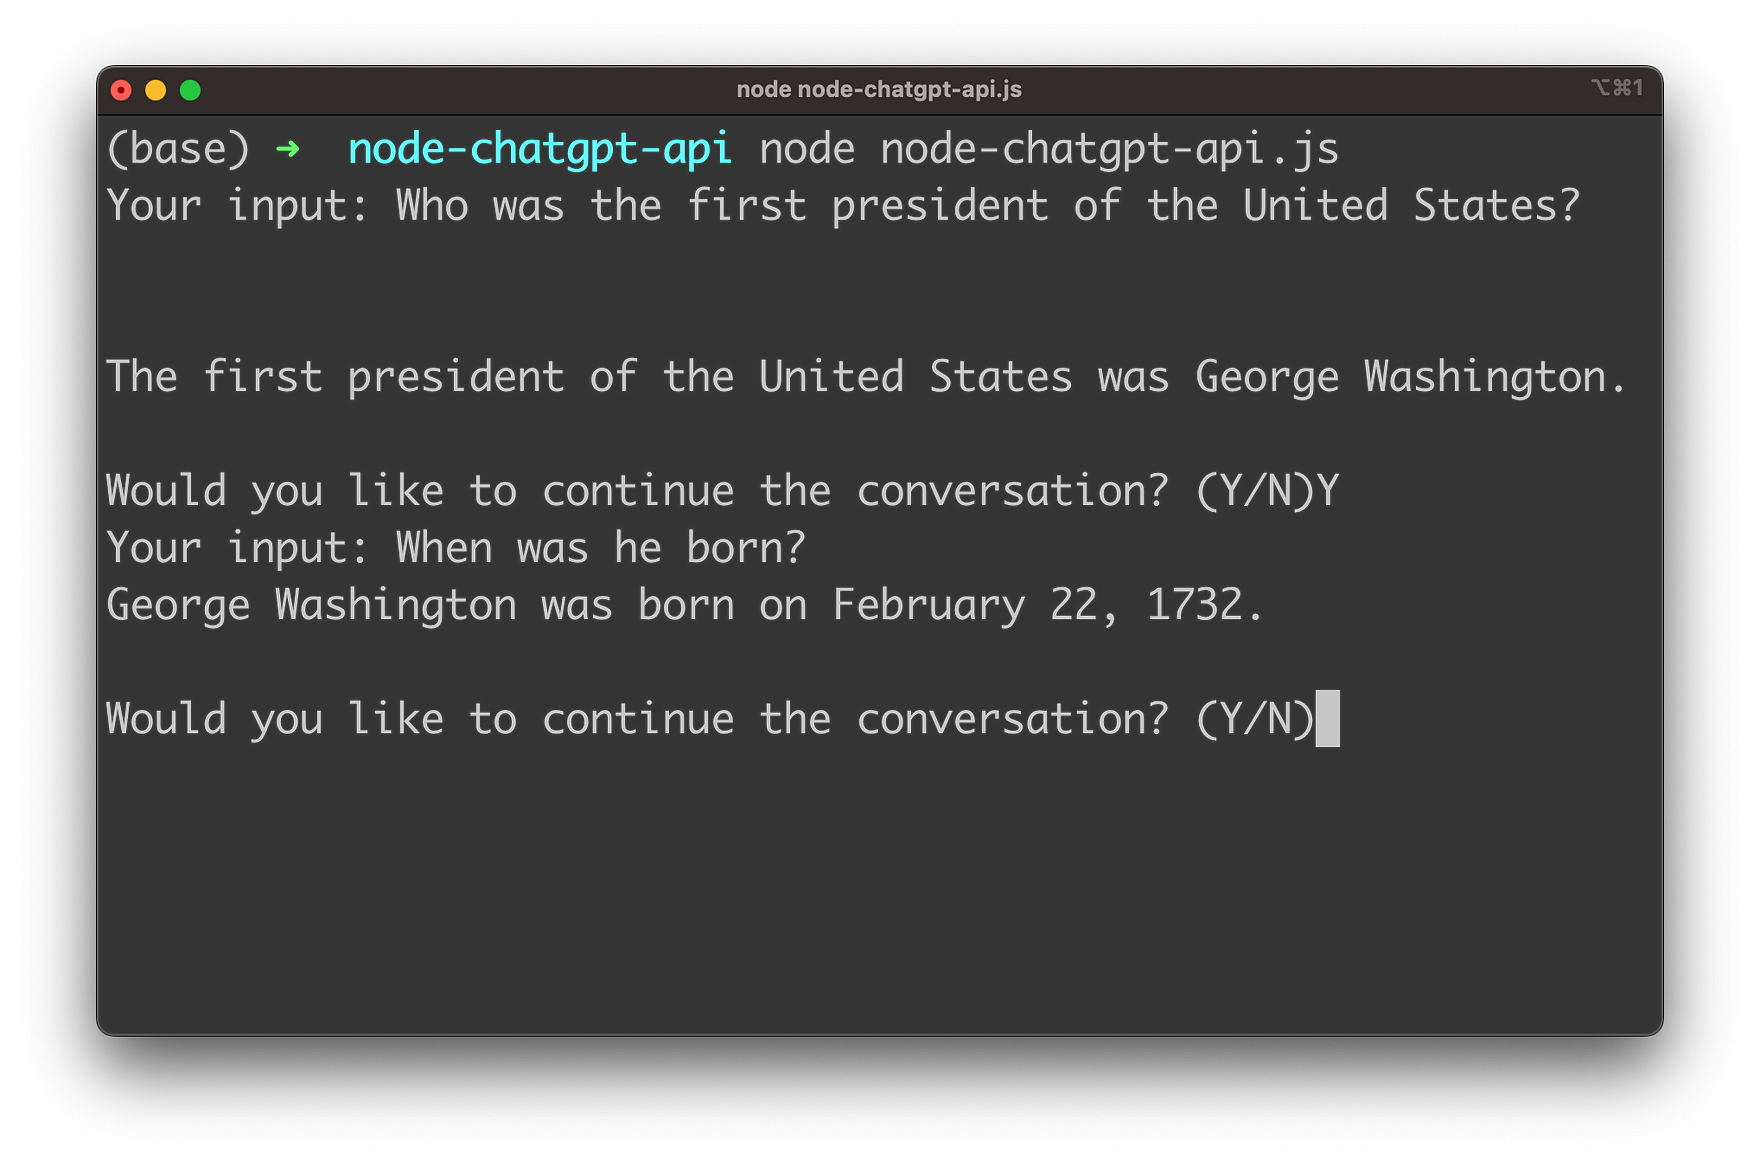 node node-chatgpt-api.js
⌥⌘1
(base) ➜ node-chatgpt-api node node-chatgpt-api.js
Your input: Who was the first president of the United States?
The first president of the United States was George Washington.
Would you like to continue the conversation? (Y/N)Y
Your input: When was he born?
George Washington was born on February 22, 1732.
Would you like to continue the conversation? (Y/N)